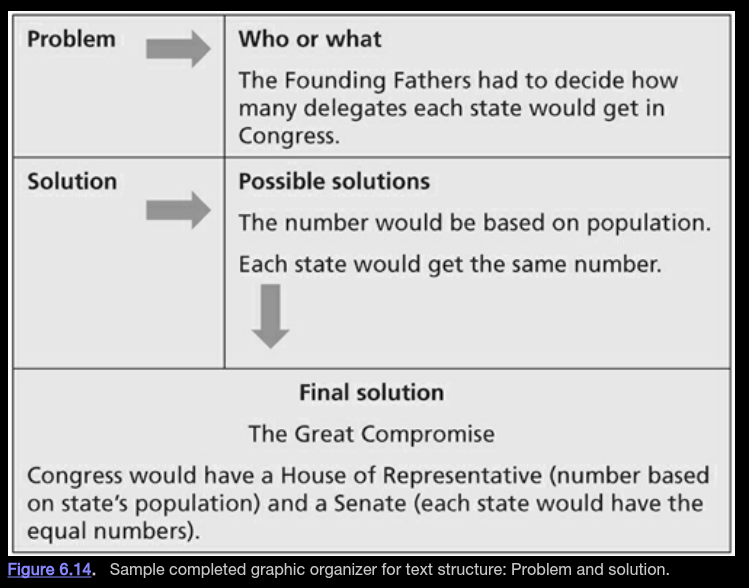 Problem
Who or what
The Founding Fathers had to decide how
many delegates each state would get in
Congress.
Solution
Possible solutions
The number would be based on population.
Each state would get the same number.
Final solution
The Great Compromise
Congress would have a House of Representative (number based
on state's population) and a Senate (each state would have the
equal numbers).
Figure 6.14. Sample completed graphic organizer for text structure: Problem and solution.